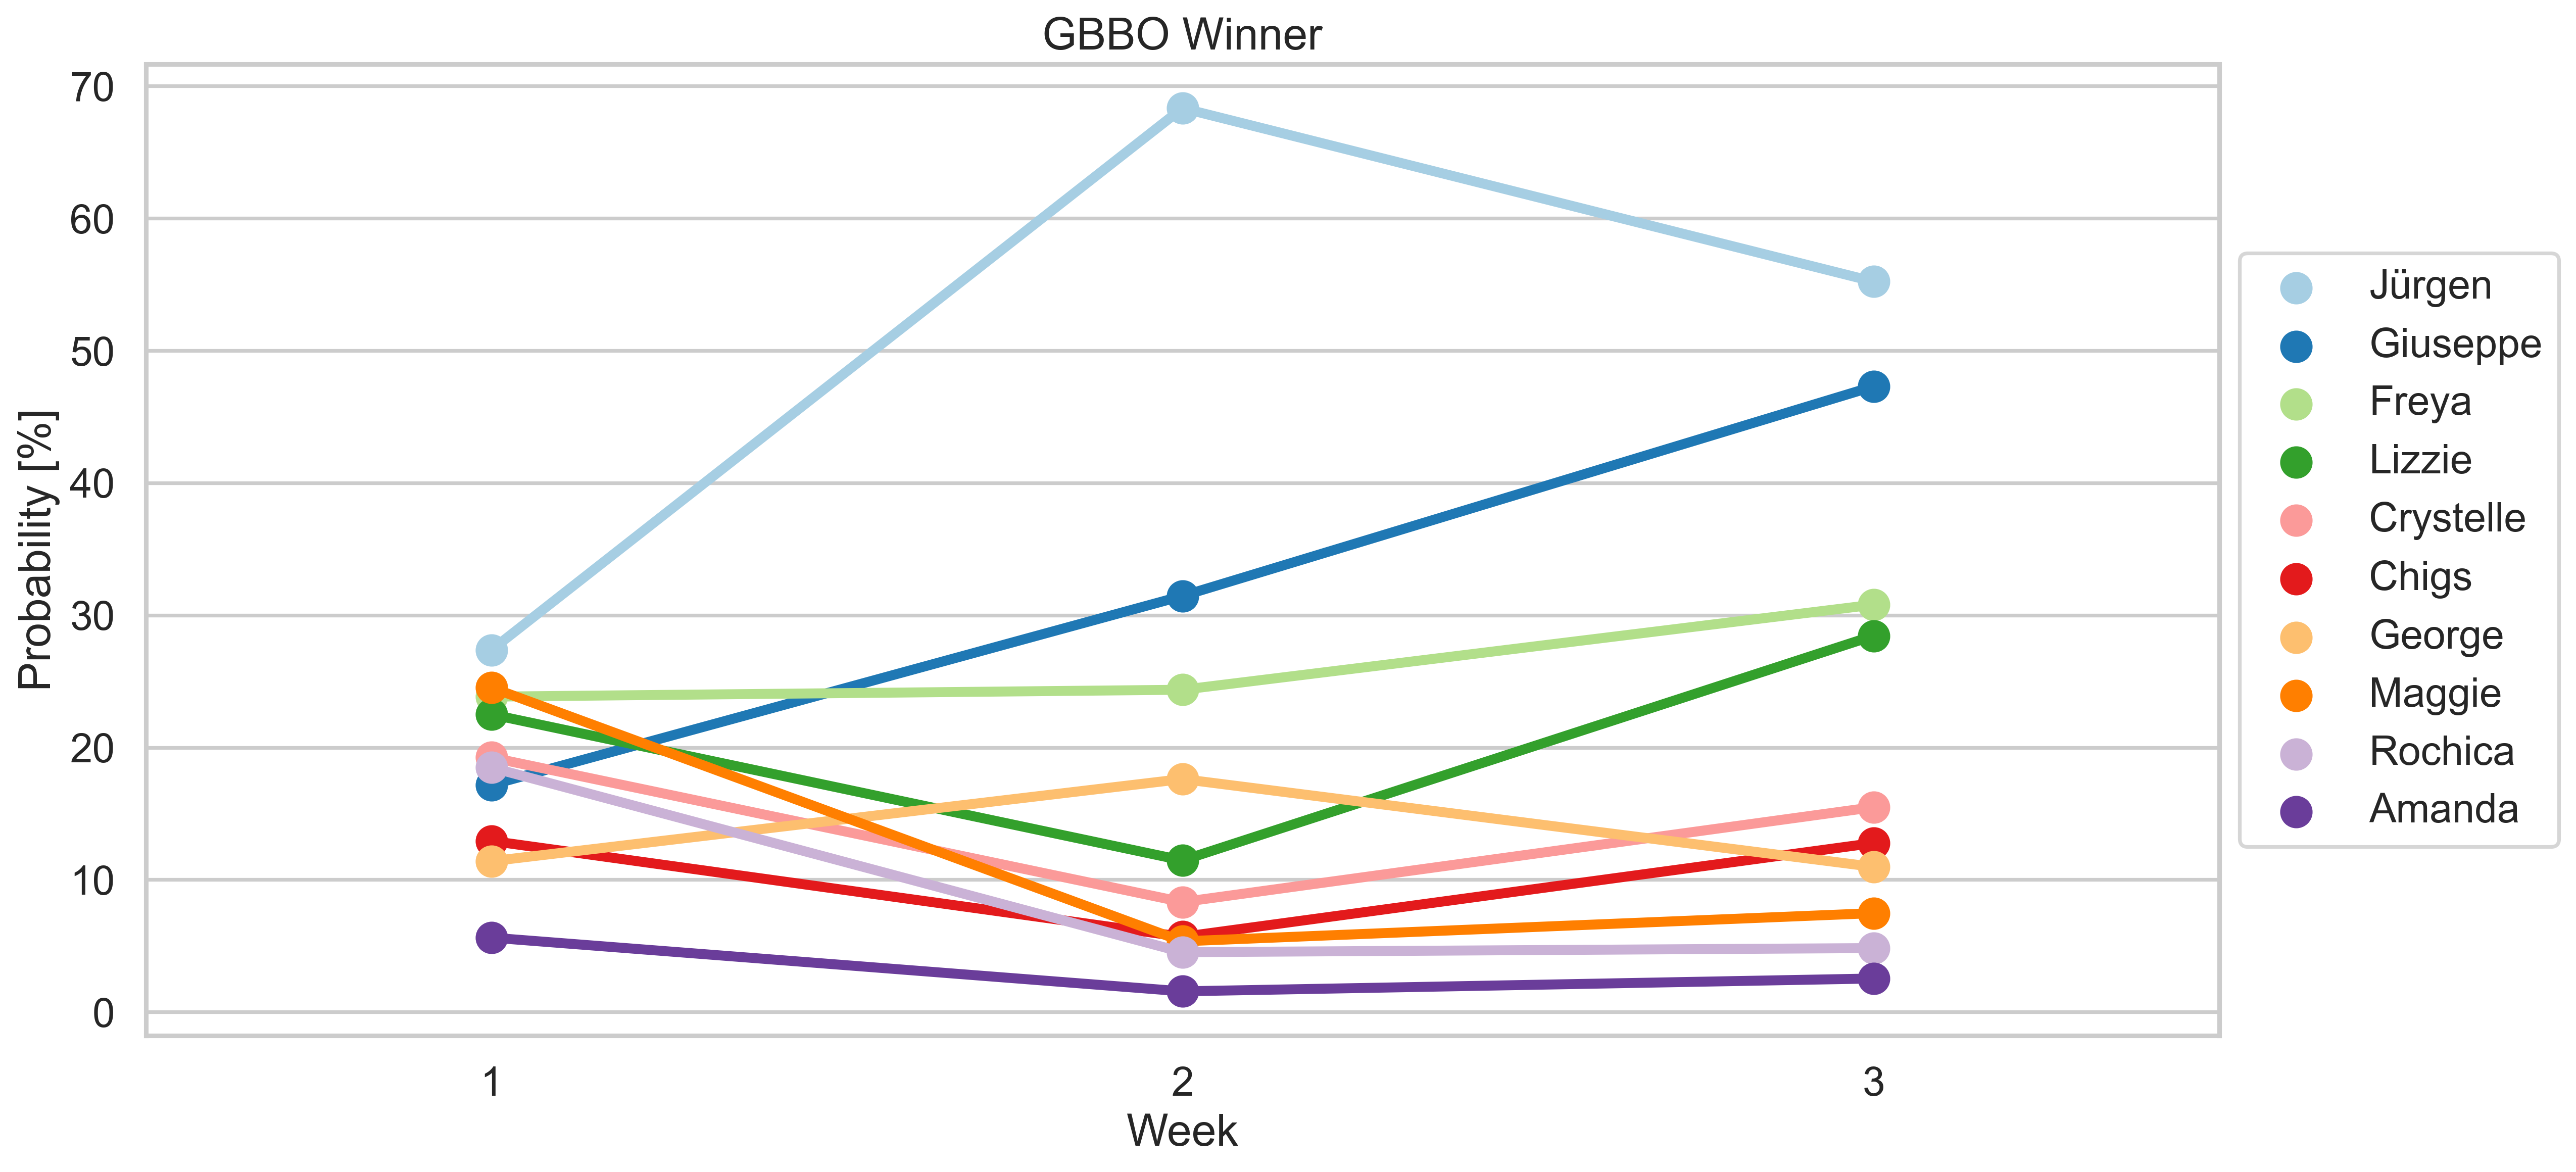 GBBO Winner
Probability [%]
70
60
50
40
30
20
10
0
1
2
3
Week
Jürgen
Giuseppe
Freya
Lizzie
Crystelle
Chigs
George
Maggie
Rochica
Amanda